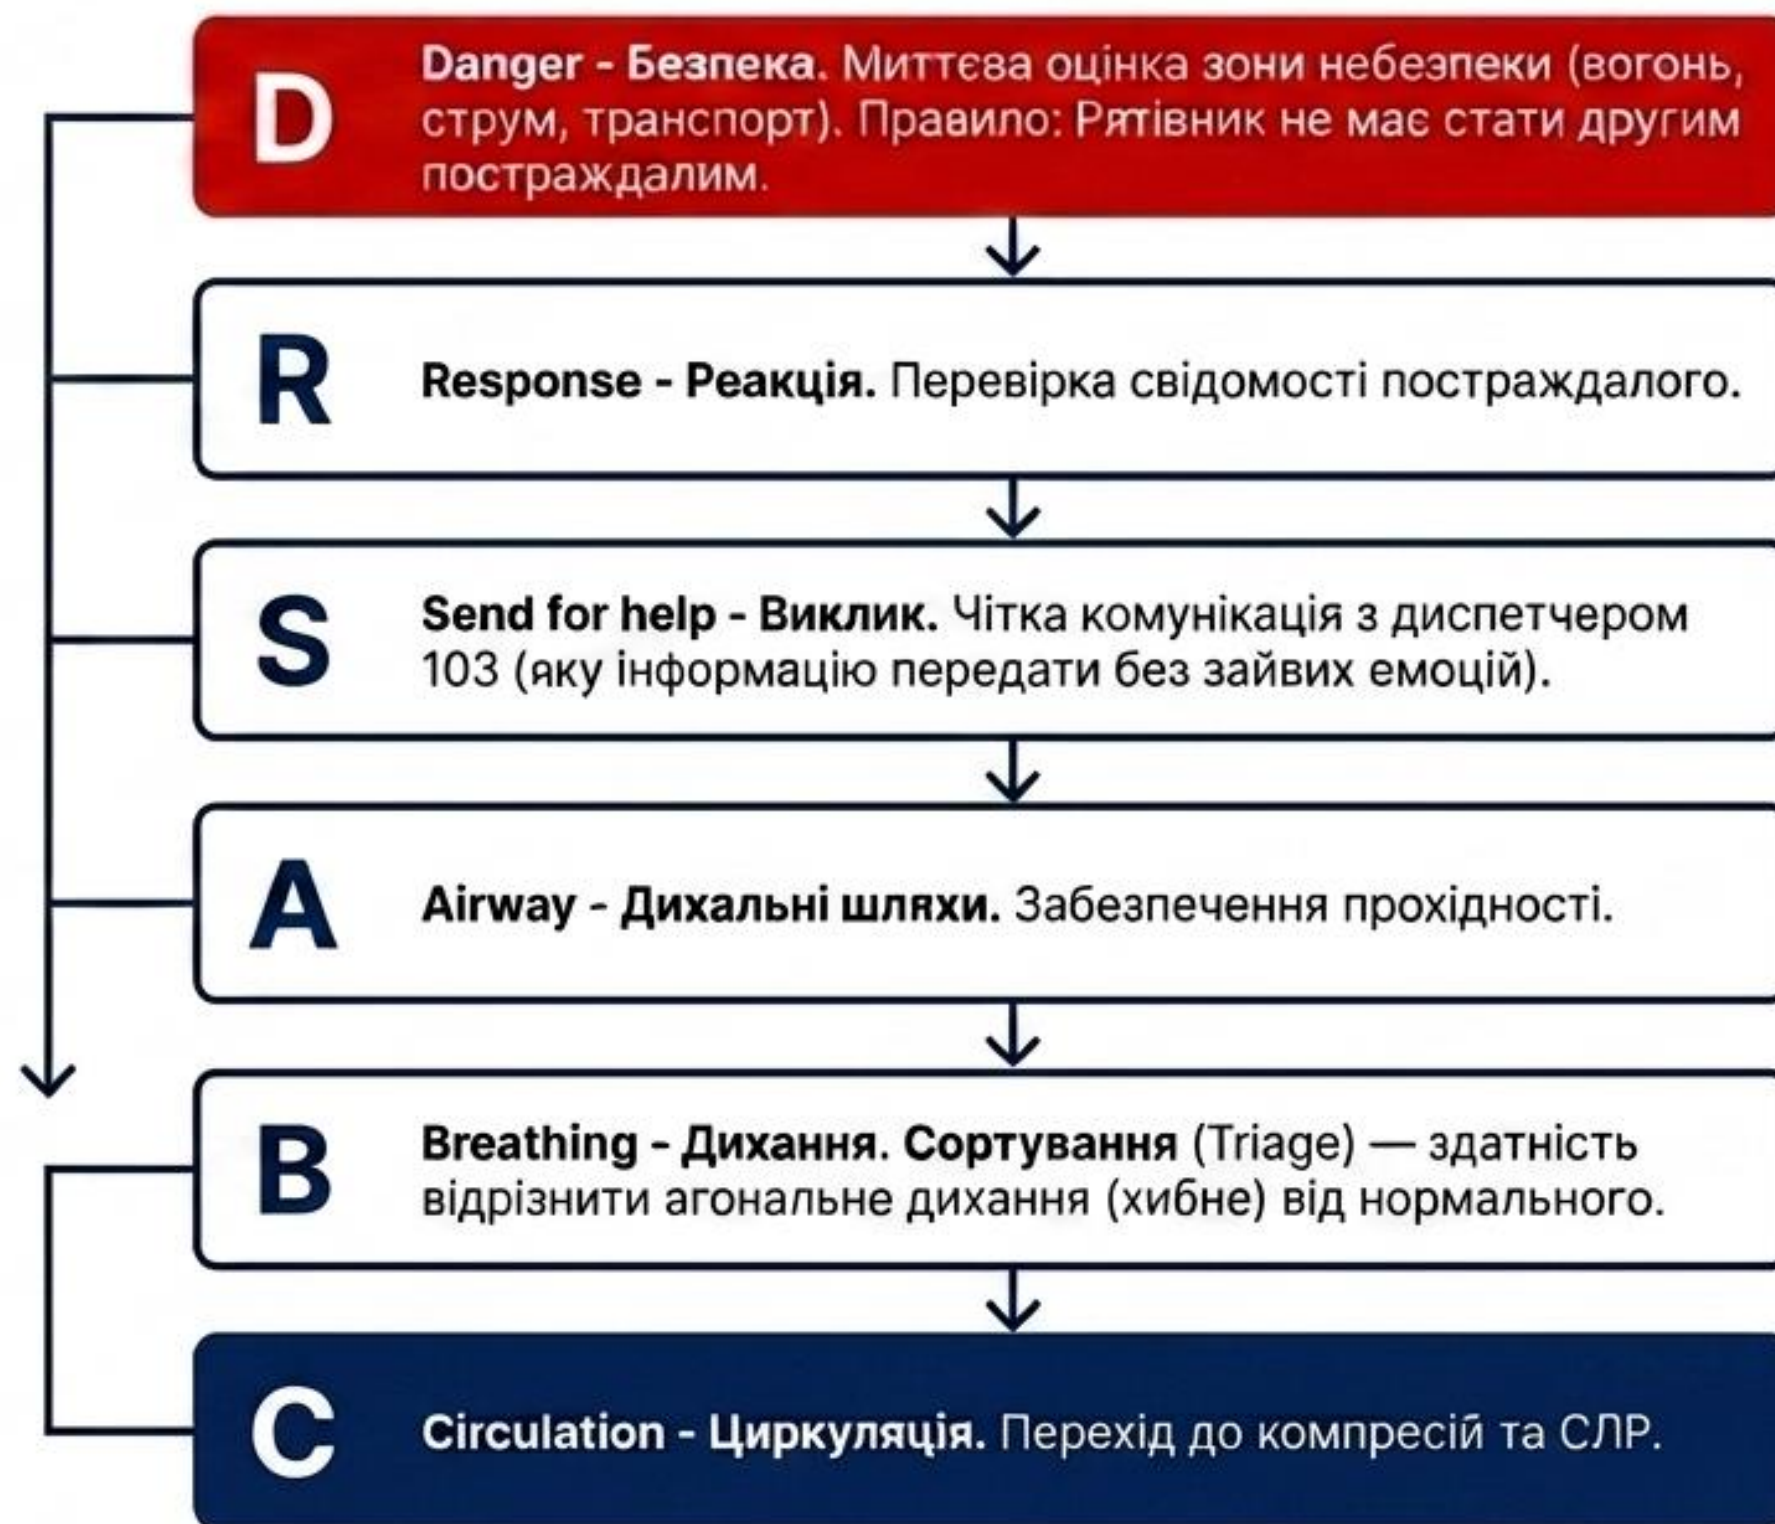 D
Danger - Безпека. Миттєва оцінка зони небезпеки (вогонь,
струм, транспорт). Правило: Рятівник не має стати другим
постраждалим.
R
Response - Реакція. Перевірка свідомості постраждалого.
S
Send for help - Виклик. Чітка комунікація з диспетчером
103 (яку інформацію передати без зайвих емоцій).
A
Airway - Дихальні шляхи. Забезпечення прохідності.
B
Breathing - Дихання. Сортування (Triage) — здатність
відрізнити агональне дихання (хибне) від нормального.
C
Circulation - Циркуляція. Перехід до компресій та СЛР.